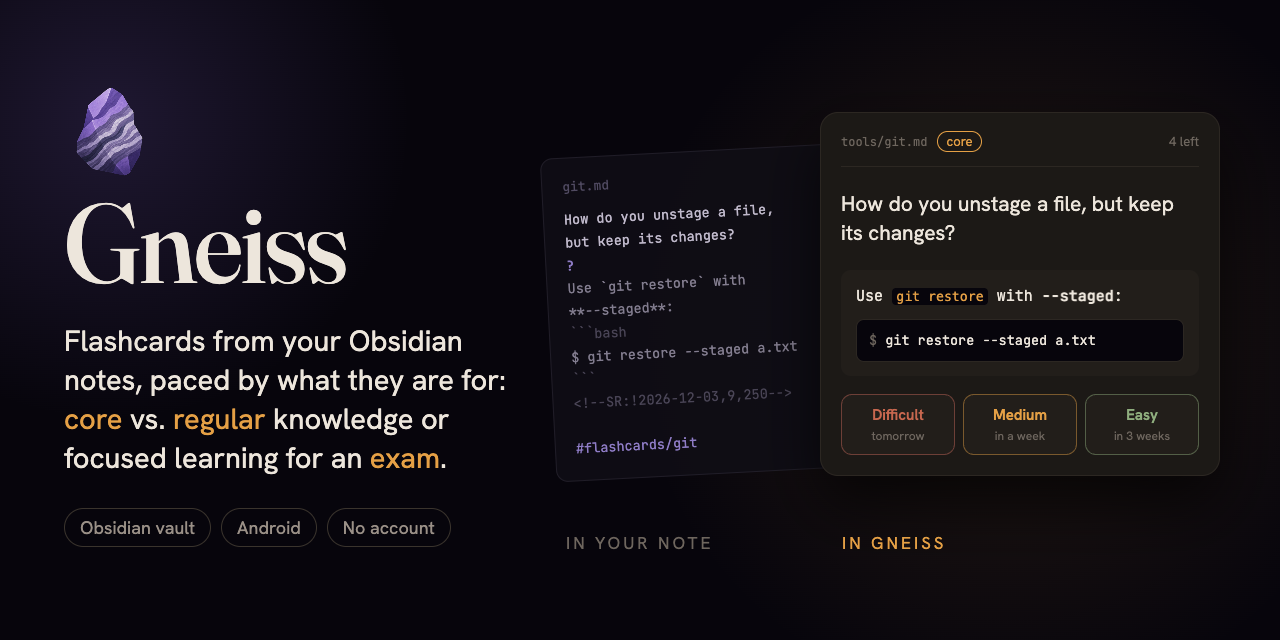 Gneiss
Flashcards from your Obsidian
notes, paced by what they are for:
core vs. regular knowledge or
focused learning for an exam.
Obsidian vault
Android
No account
git.md
How do you unstage a file,
but keep its changes?
?
Use `git restore` with
**--staged**:
```bash
$ git restore --staged a.txt
```
<!--SR:!2026-12-03,9,250-->
#flashcards/git
IN YOUR NOTE
tools/git.md core 4 left
How do you unstage a file, but keep
its changes?
Use git restore with --staged:
$ git restore --staged a.txt
Difficult
tomorrow
Medium
in a week
Easy
in 3 weeks
IN GNEISS